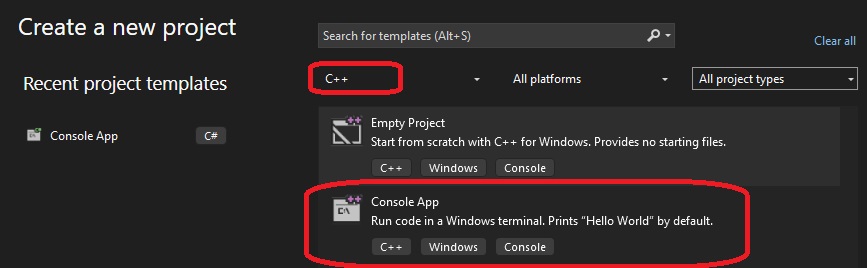 Create a new project
Search for templates (Alt+S)
Clear all
Recent project templates
C++
All platforms
All project types
Console App
C#
Empty Project
Start from scratch with C++ for Windows. Provides no starting files.
C++ Windows Console
Console App
Run code in a Windows terminal. Prints "Hello World" by default.
C++ Windows Console